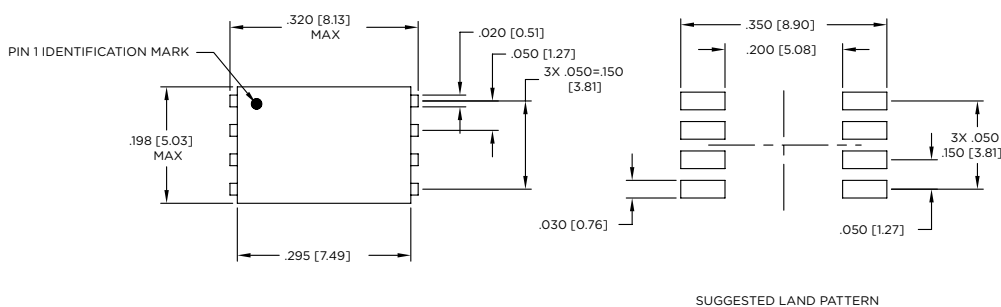 .320 [8.13]
MAX
PIN 1 IDENTIFICATION MARK
.020 [0.51]
.050 [1.27]
3X .050=.150
[3.81]
.198 [5.03]
MAX
.295 [7.49]
.350 [8.90]
.200 [5.08]
3X .050
.150 [3.81]
.030 [0.76]
.050 [1.27]
SUGGESTED LAND PATTERN